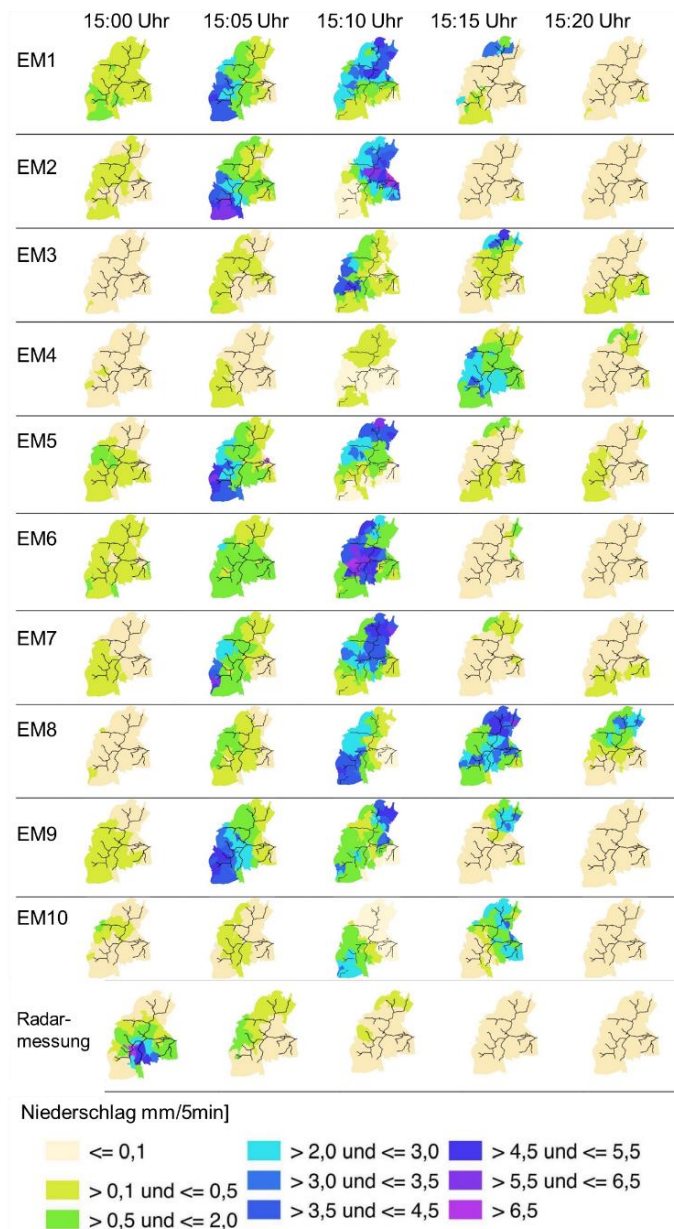 15:00 Uhr 15:05 Uhr 15:10 Uhr 15:15 Uhr 15:20 Uhr
EM1
EM2
EM3
EM4
EM5
EM6
EM7
EM8
EM9
EM10
Radar-
messung
Niederschlag mm/5min]
<= 0,1
> 0,1 und <= 0,5
> 0,5 und <= 2,0
> 2,0 und <= 3,0
> 3,0 und <= 3,5
> 3,5 und <= 4,5
> 4,5 und <= 5,5
> 5,5 und <= 6,5
> 6,5